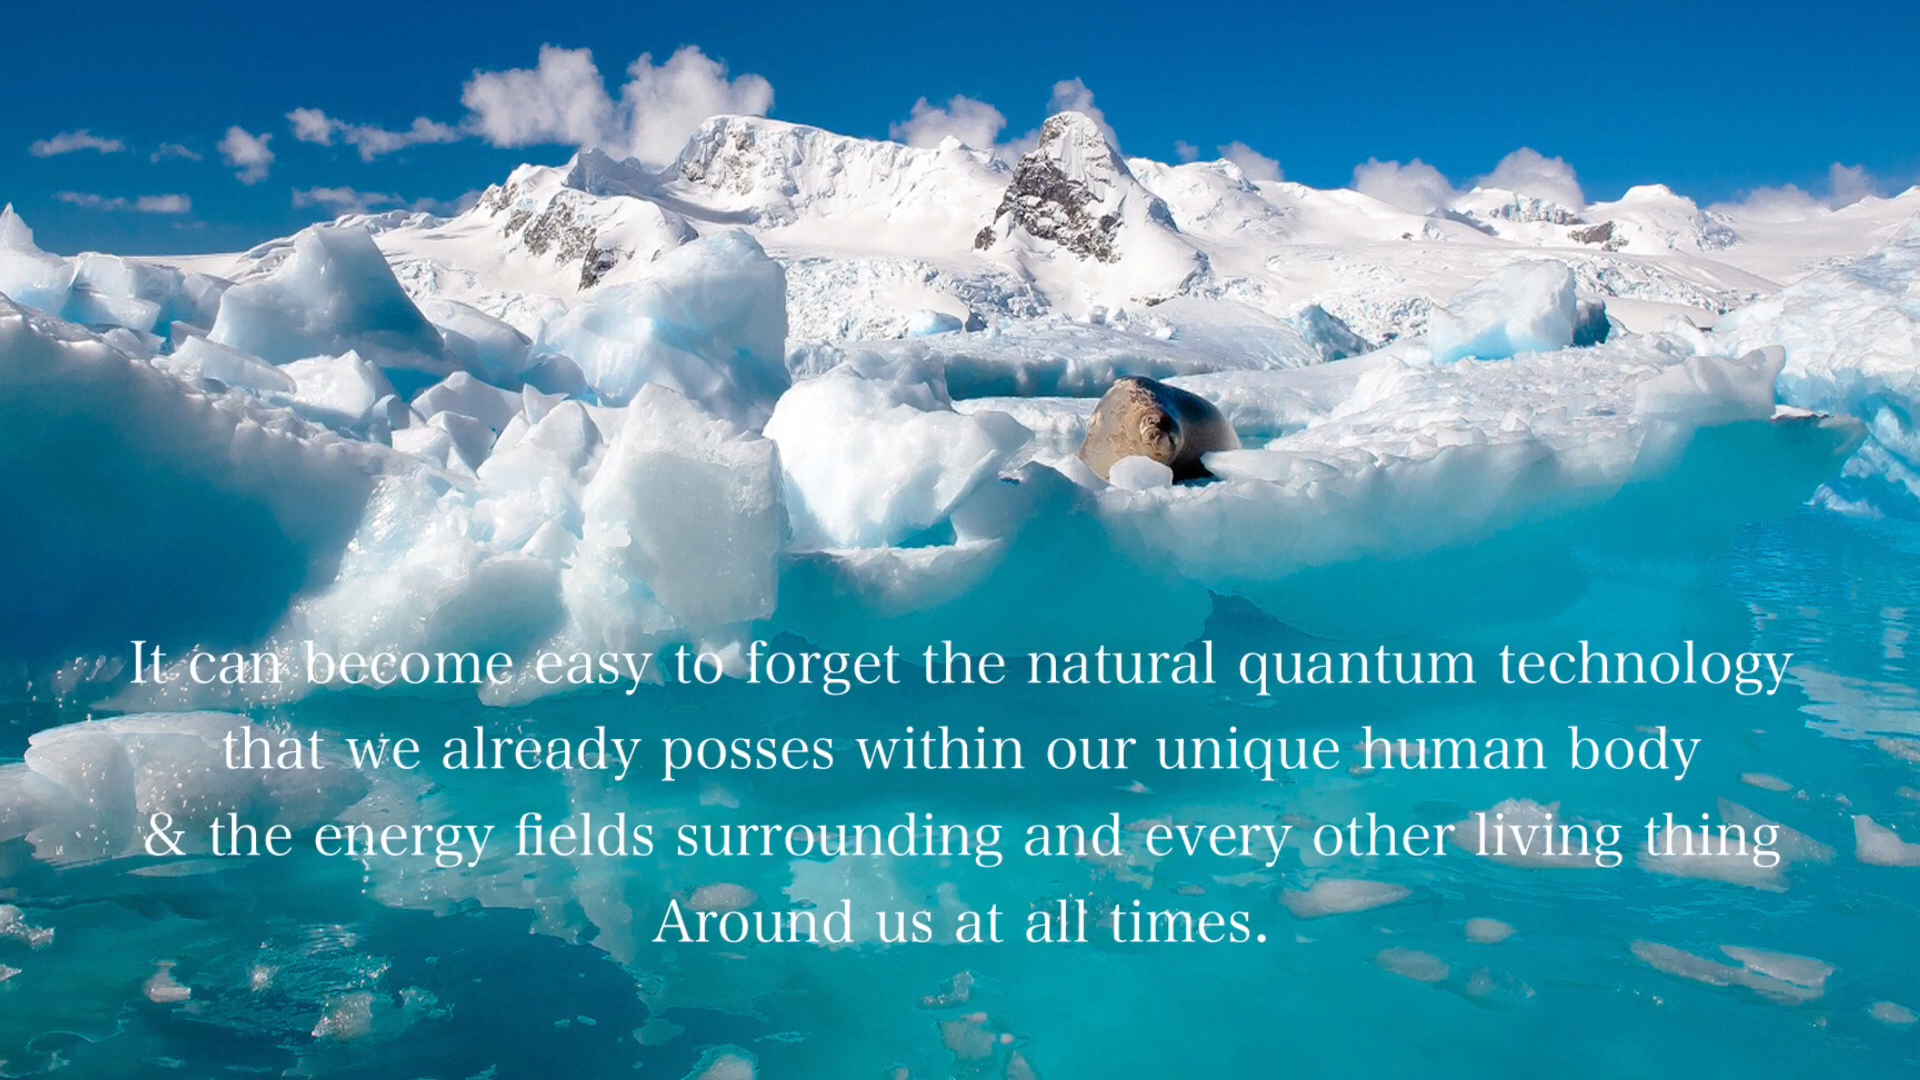 It can become easy to forget the natural quantum technology
that we already posses within our unique human body
& the energy fields surrounding and every other living thing
Around us at all times.